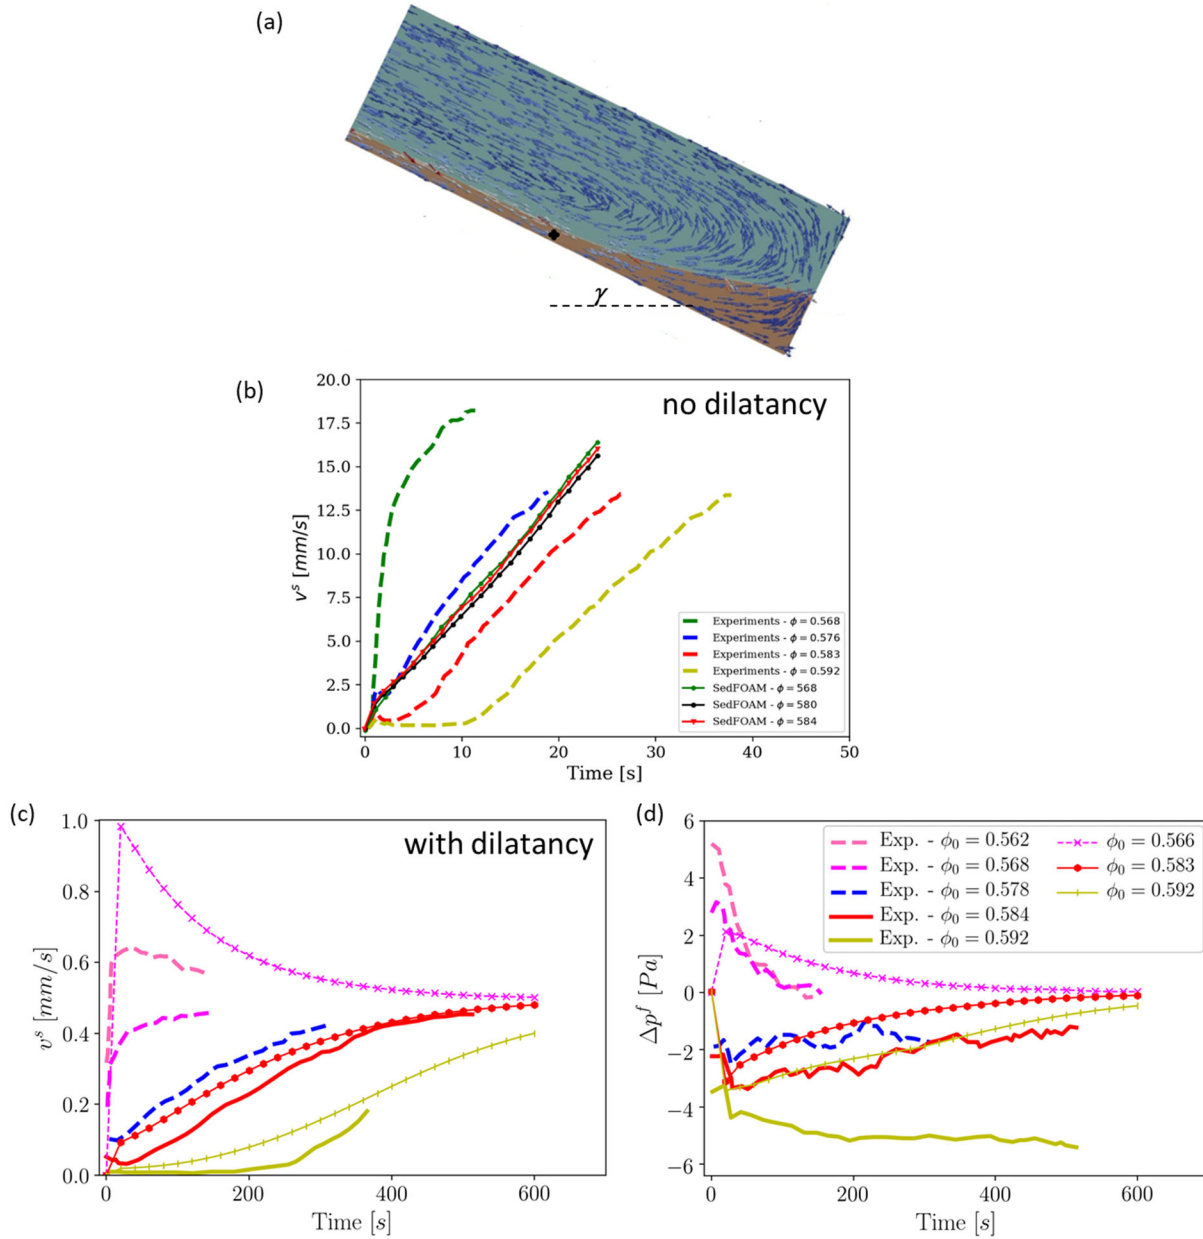 (a)
γ
(b)
no dilatancy
20.0
17.5
15.0
12.5
10.0
7.5
5.0
2.5
0.0
v^s [mm/s]
Experiments - ϕ = 0.568
Experiments - ϕ = 0.576
Experiments - ϕ = 0.583
Experiments - ϕ = 0.592
SedFOAM - ϕ = 568
SedFOAM - ϕ = 580
SedFOAM - ϕ = 584
0 10 20 30 40 50
Time [s]
(c)
with dilatancy
1.0
0.8
0.6
0.4
0.2
0.0
v^s [mm/s]
0 200 400 600
Time [s]
(d)
6
4
2
0
−2
−4
−6
Δp^f [Pa]
Exp. - ϕ₀ = 0.562
Exp. - ϕ₀ = 0.568
Exp. - ϕ₀ = 0.578
Exp. - ϕ₀ = 0.584
Exp. - ϕ₀ = 0.592
ϕ₀ = 0.566
ϕ₀ = 0.583
ϕ₀ = 0.592
0 200 400 600
Time [s]